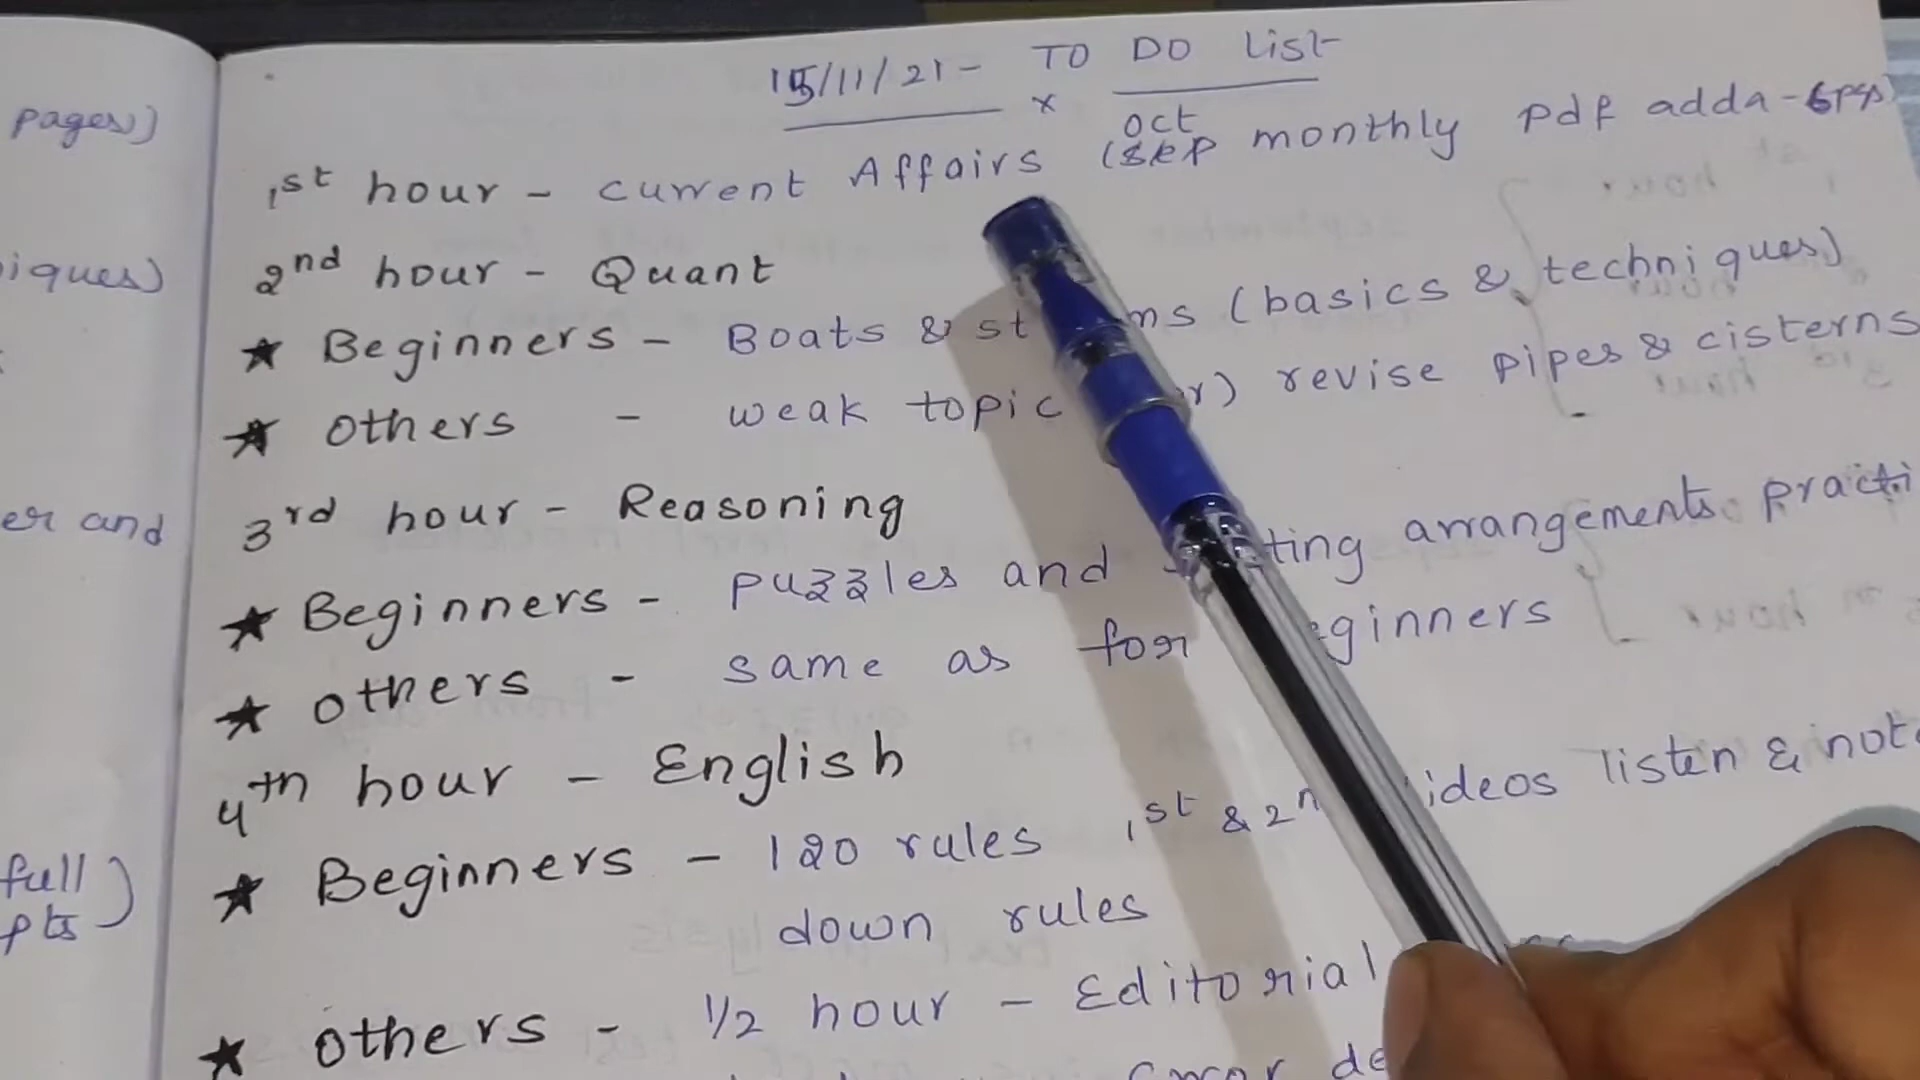 pages)
iques)
er and
full
pts
15/11/21 - TO DO List
1st hour - current Affairs (oct monthly pdf adda -
2nd hour - Quant
★ Beginners - Boats & st ms (basics & techniques)
★ others - weak topic r) revise pipes & cisterns
3rd hour - Reasoning
★ Beginners - puzzles and ting arrangements practi
★ others - same as for eginners
4th hour - English
★ Beginners - 120 rules 1st & 2n ideos listen & not
down rules
★ others - 1/2 hour - Editorial